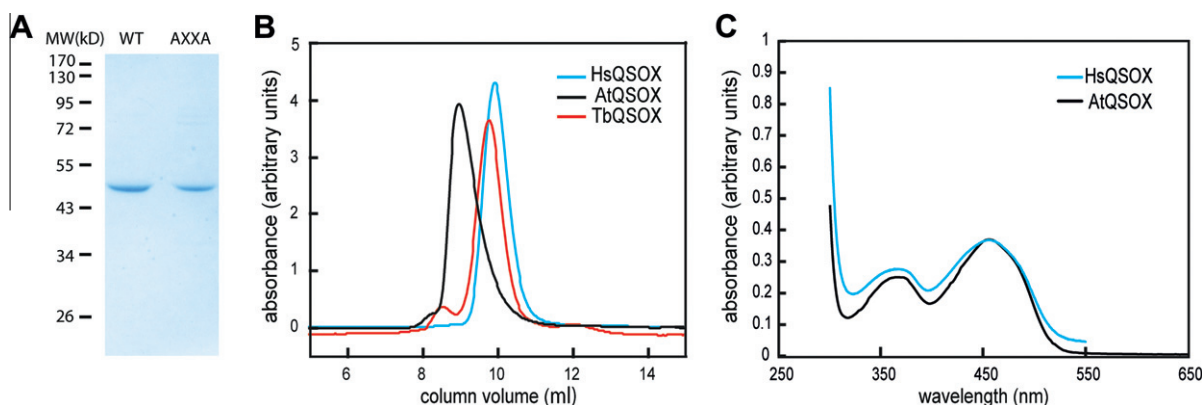 A
MW(kD) WT AXXA
170
130
95
72
55
43
34
26
B
absorbance (arbitrary units)
5
4
3
2
1
0
HsQSOX
AtQSOX
TbQSOX
6 8 10 12 14
column volume (ml)
C
absorbance (arbitrary units)
1
0.9
0.8
0.7
0.6
0.5
0.4
0.3
0.2
0.1
0
HsQSOX
AtQSOX
250 350 450 550 650
wavelength (nm)